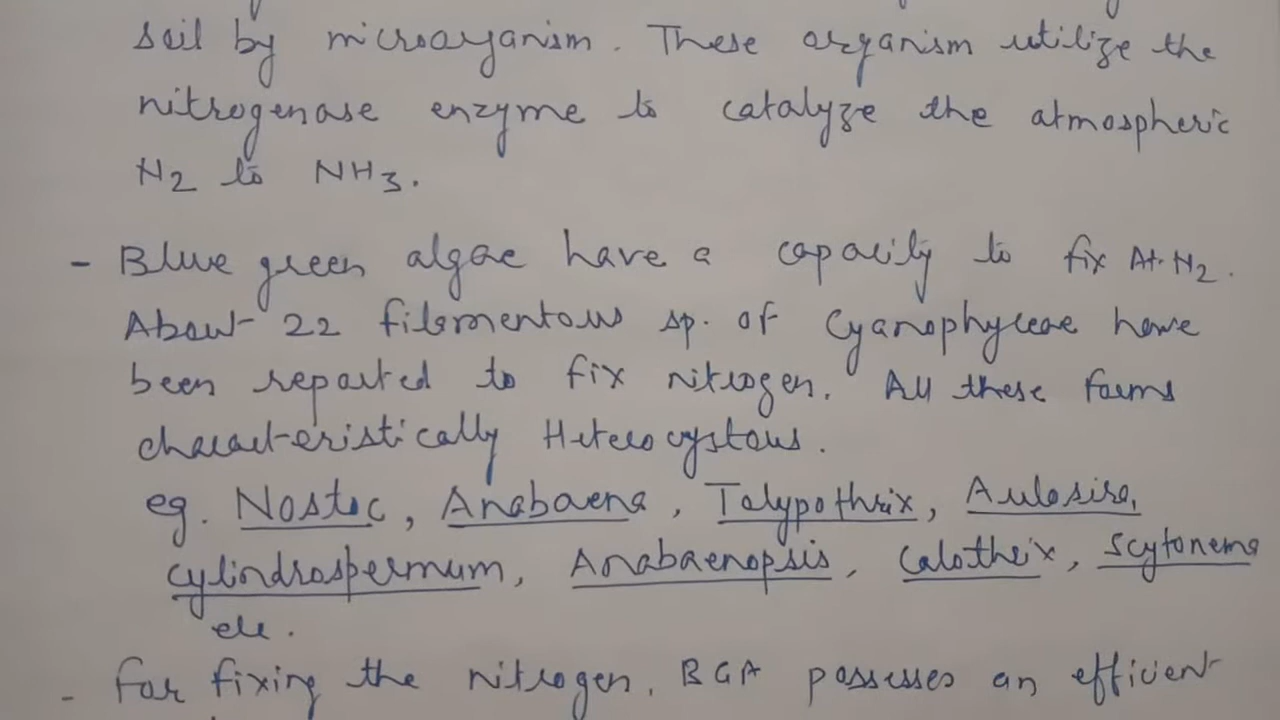 soil by microoryanism. These organism utilize the
nitrogenase enzyme to catalyze the atmospheric
N2 to NH3.
- Blue green algae have a capacity to fix At. N2.
About 22 filamentous sp. of Cyanophyceae have
been reported to fix nitrogen. All these forms
characteristically Heterocystous.
eg. Nostoc, Anabaena, Tolypothrix, Aulosira,
Cylindrospermum, Anabaenopsis, Calothrix, Scytonema
etc.
- For fixing the nitrogen, BGA possesses an efficient